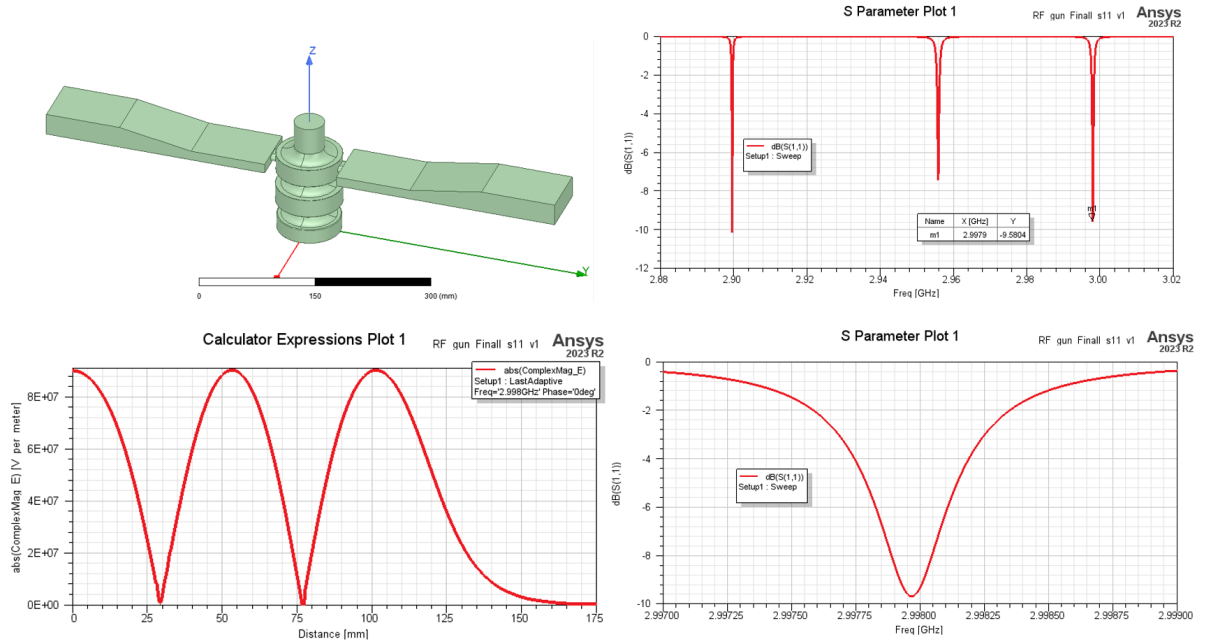 Z
Y
0
150
300 (mm)
S Parameter Plot 1
RF gun Finall s11 v1
Ansys
2023 R2
0
-2
-4
-6
-8
-10
-12
dB(S(1,1))
dB(S(1,1))
Setup1 : Sweep
m1
Name X [GHz] Y
m1 2.9979 -9.5804
2.88 2.90 2.92 2.94 2.96 2.98 3.00 3.02
Freq [GHz]
Calculator Expressions Plot 1
RF gun Finall s11 v1
Ansys
2023 R2
abs(ComplexMag_E)
Setup1 : LastAdaptive
Freq='2.998GHz' Phase='0deg'
8E+07
6E+07
4E+07
2E+07
0E+00
abs(ComplexMag E) [V per meter]
0 25 50 75 100 125 150 175
Distance [mm]
S Parameter Plot 1
RF gun Finall s11 v1
Ansys
2023 R2
0
-2
-4
-6
-8
-10
dB(S(1,1))
dB(S(1,1))
Setup1 : Sweep
2.99700 2.99725 2.99750 2.99775 2.99800 2.99825 2.99850 2.99875 2.99900
Freq [GHz]